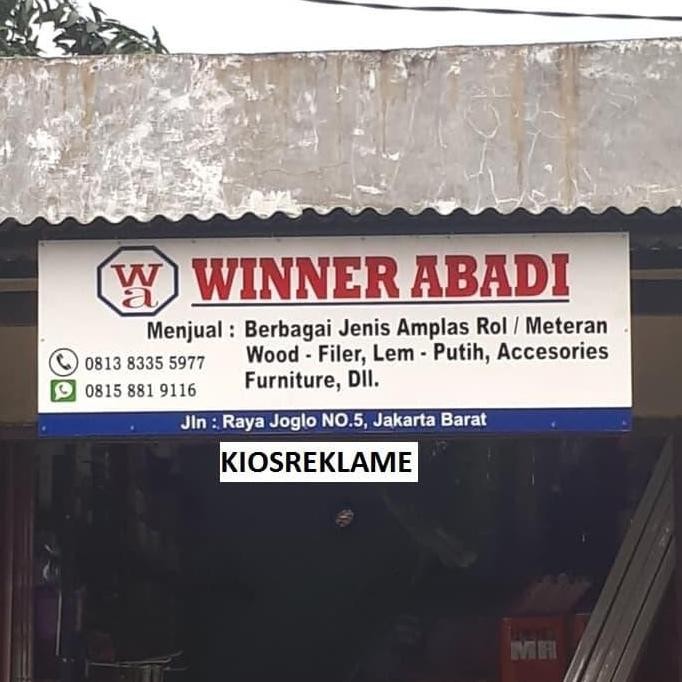 wa
WINNER ABADI
Menjual : Berbagai Jenis Amplas Rol / Meteran
Wood - Filer, Lem - Putih, Accesories
Furniture, Dll.
0813 8335 5977
0815 881 9116
Jln : Raya Joglo NO.5, Jakarta Barat
KIOSREKLAME